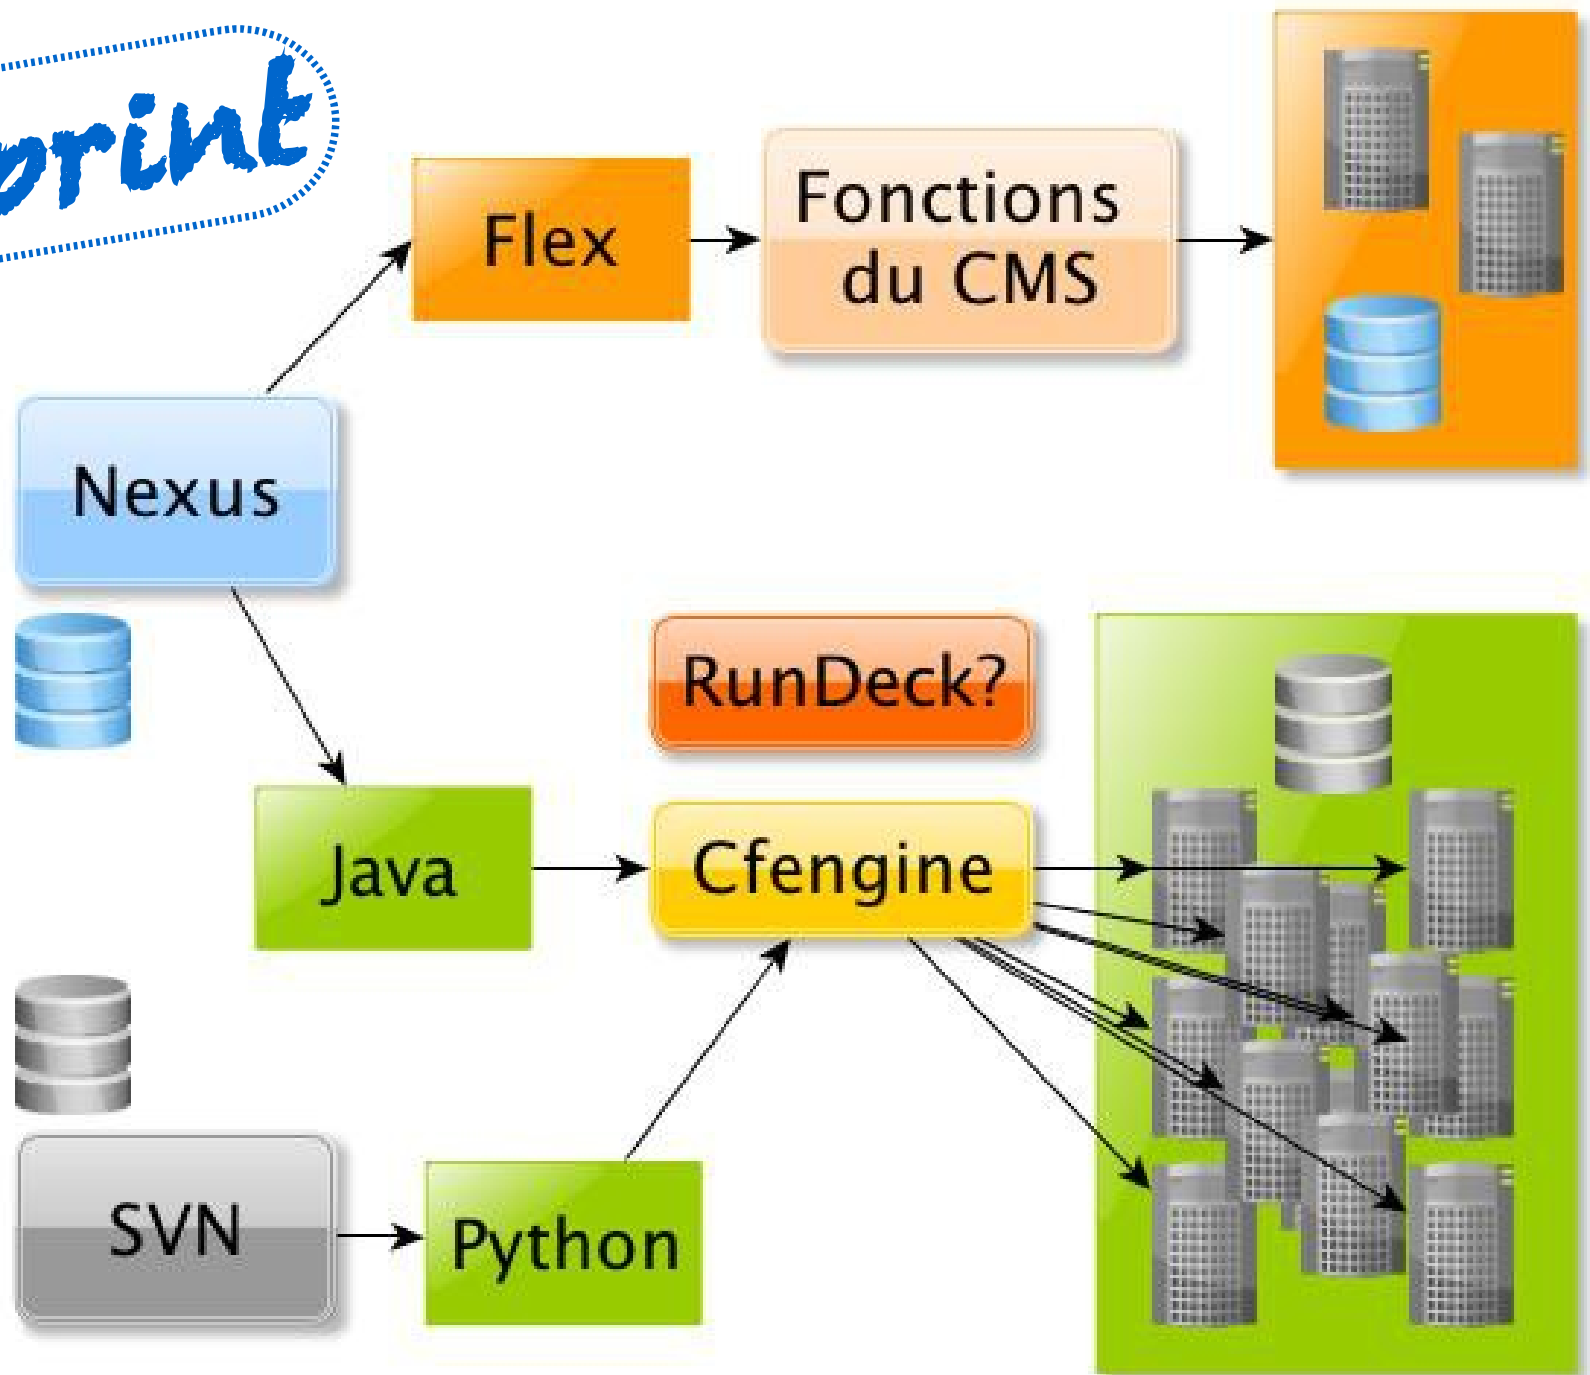 print
Flex
Fonctions
du CMS
Nexus
RunDeck?
Java
Cfengine
SVN
Python